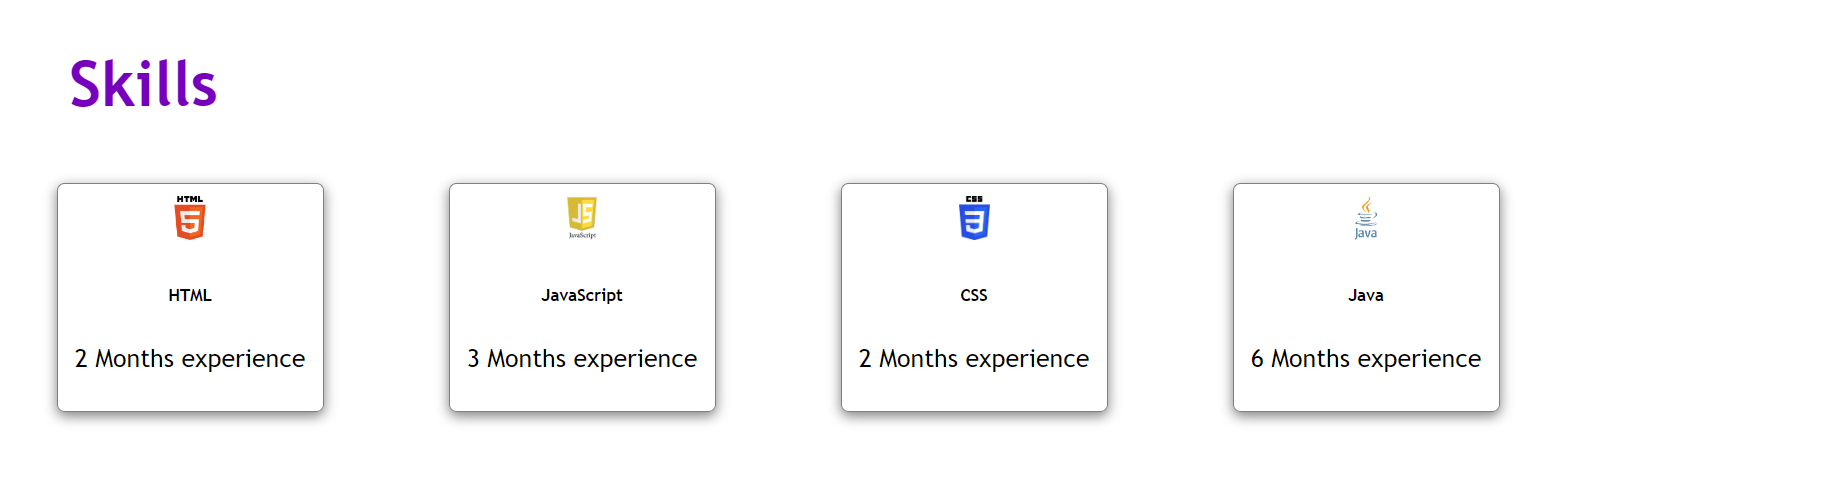 Skills
HTML
5
HTML
2 Months experience
JS
JavaScript
JavaScript
3 Months experience
CSS
3
CSS
2 Months experience
Java
Java
6 Months experience